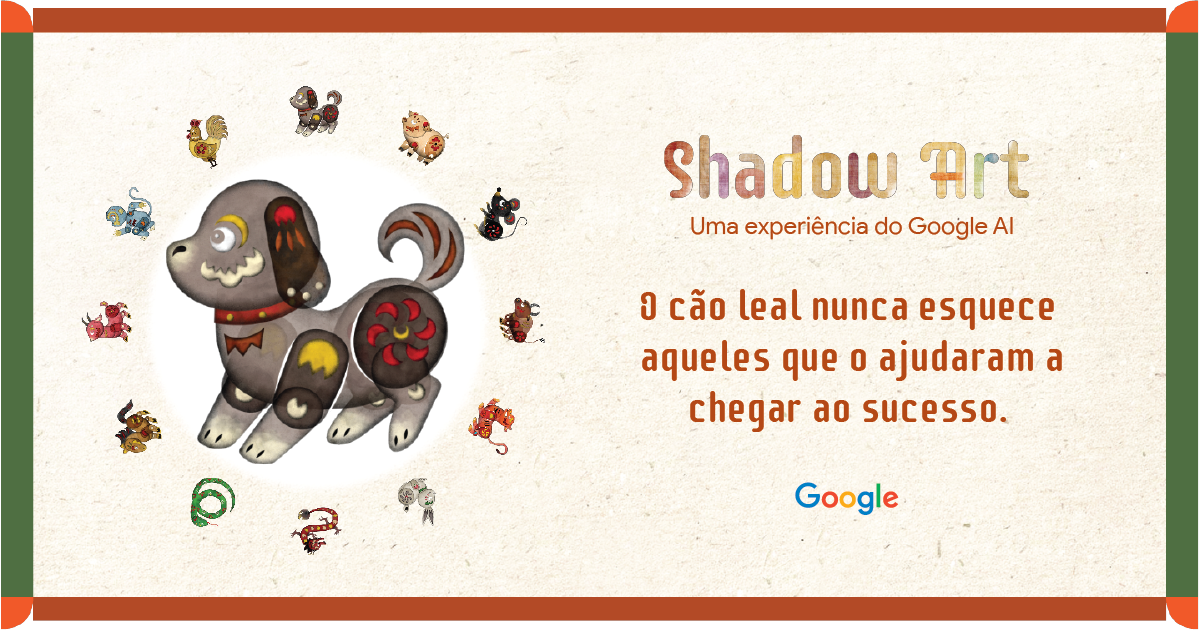 Shadow Art
Uma experiência do Google AI
O cão leal nunca esquece
aqueles que o ajudaram a
chegar ao sucesso.
Google